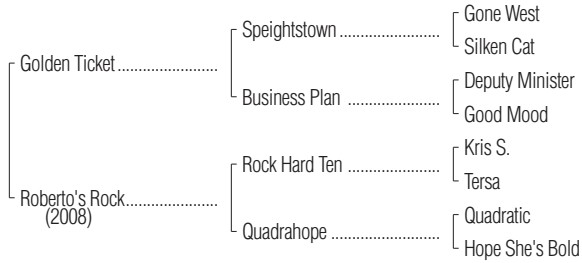 Gone West
Speightstown
Silken Cat
Golden Ticket
Deputy Minister
Business Plan
Good Mood
Kris S.
Rock Hard Ten
Tersa
Roberto's Rock
(2008)
Quadratic
Quadrahope
Hope She's Bold